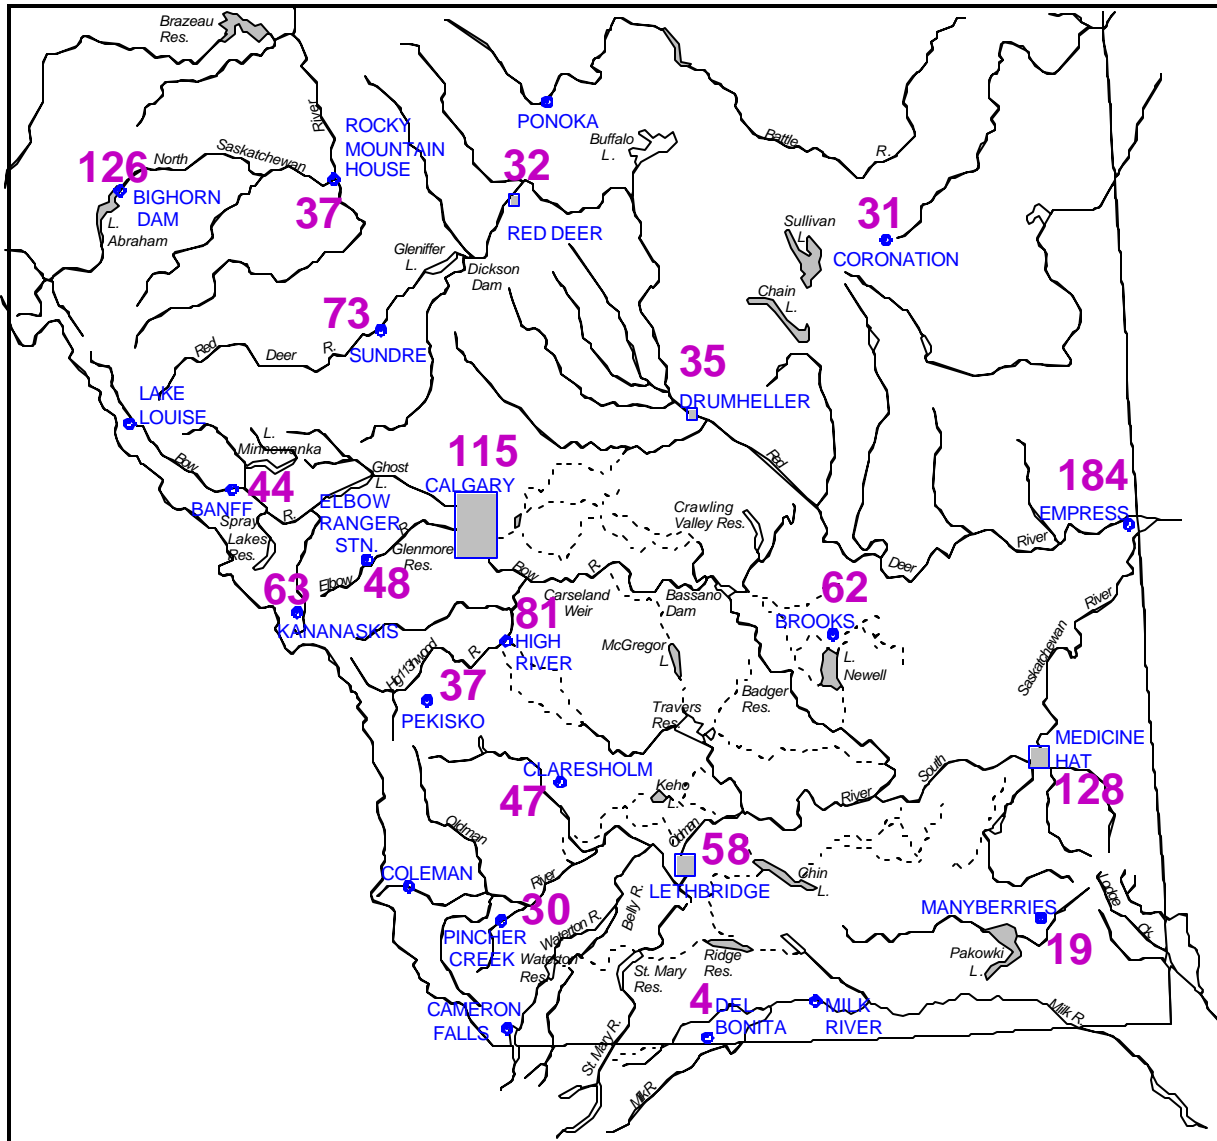 Brazeau
Res.
River
ROCKY
MOUNTAIN
HOUSE
PONOKA
Buffalo
L.
Battle
R.
126
North
Saskatchewan
BIGHORN
DAM
L.
Abraham
37
32
RED DEER
Sullivan
L.
31
CORONATION
Gleniffer
L.
Dickson
Dam
Chain
L.
73
SUNDRE
Red
Deer
R.
35
DRUMHELLER
LAKE
LOUISE
L.
Minnewanka
Bow
BANFF
44
R.
Spray
Lakes
Res.
Ghost
L.
115
CALGARY
ELBOW
RANGER
STN.
R.
Glenmore
Res.
Elbow
48
Red
Crawling
Valley Res.
184
EMPRESS
River
Deer
63
KANANASKIS
Bow
R.
Carseland
Weir
Bassano
Dam
62
BROOKS
L.
Newell
River
Saskatchewan
81
HIGH
RIVER
R.
McGregor
L
37
PEKISKO
Travers
Res.
Badger
Res.
MEDICINE
HAT
128
CLARESHOLM
47
Keho
L.
South
River
Oldman
Oldman
58
LETHBRIDGE
Chin
L.
COLEMAN
River
30
PINCHER
CREEK
Waterton R.
Waterton
Res.
Belly R.
MANYBERRIES
19
Pakowki
L.
Lodge
Ck.
St. Mary
Res.
Ridge
Res.
CAMERON
FALLS
St. Mary R.
4
DEL
BONITA
MILK
RIVER
Milk R.
MilkR.